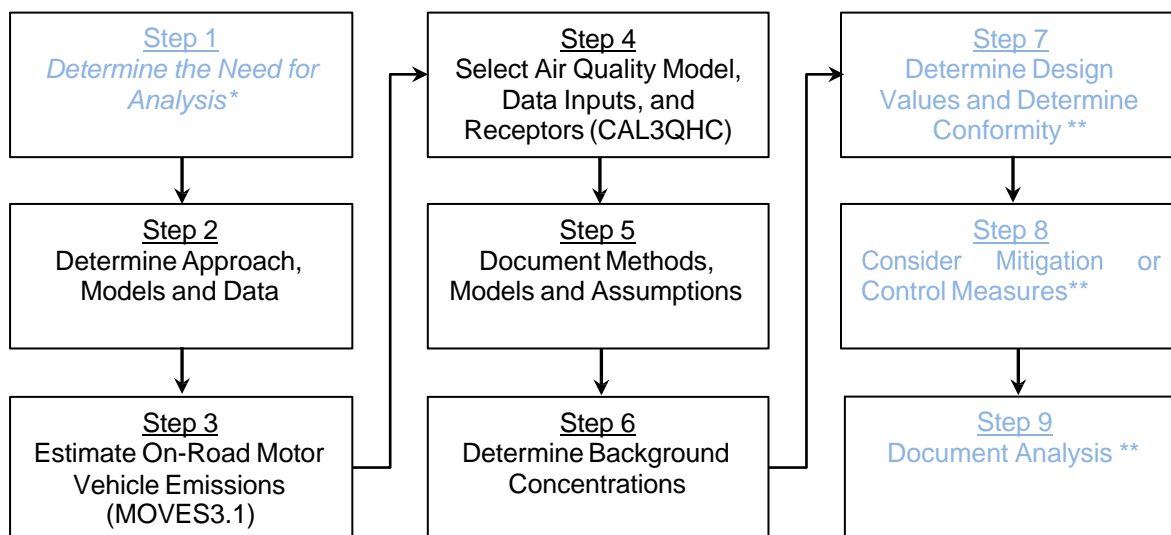 Step 1
Determine the Need for
Analysis*
Step 2
Determine Approach,
Models and Data
Step 3
Estimate On-Road Motor
Vehicle Emissions
(MOVES3.1)
Step 4
Select Air Quality Model,
Data Inputs, and
Receptors (CAL3QHC)
Step 5
Document Methods,
Models and Assumptions
Step 6
Determine Background
Concentrations
Step 7
Determine Design
Values and Determine
Conformity **
Step 8
Consider Mitigation or
Control Measures**
Step 9
Document Analysis **